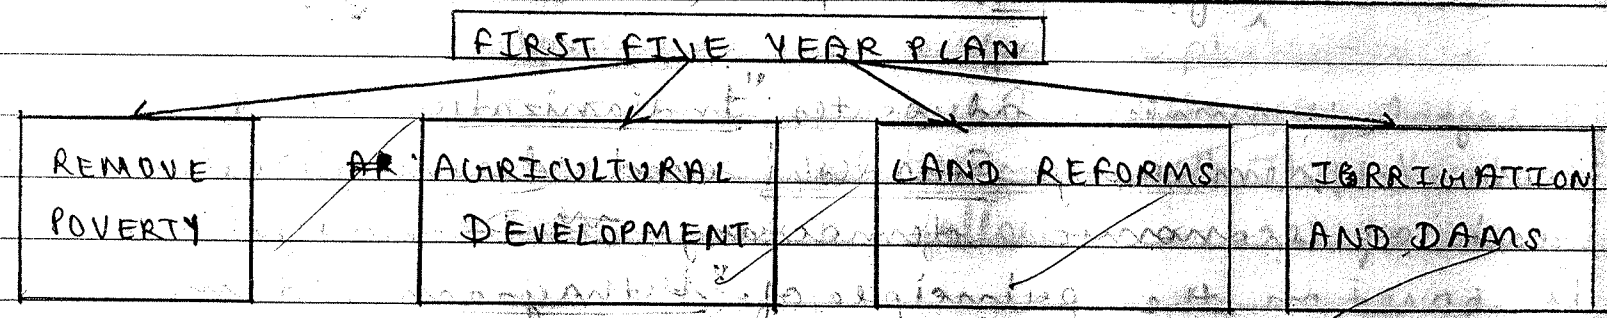 FIRST FIVE YEAR PLAN
REMOVE
POVERTY
AGRICULTURAL
DEVELOPMENT
LAND REFORMS
IRRIGATION
AND DAMS